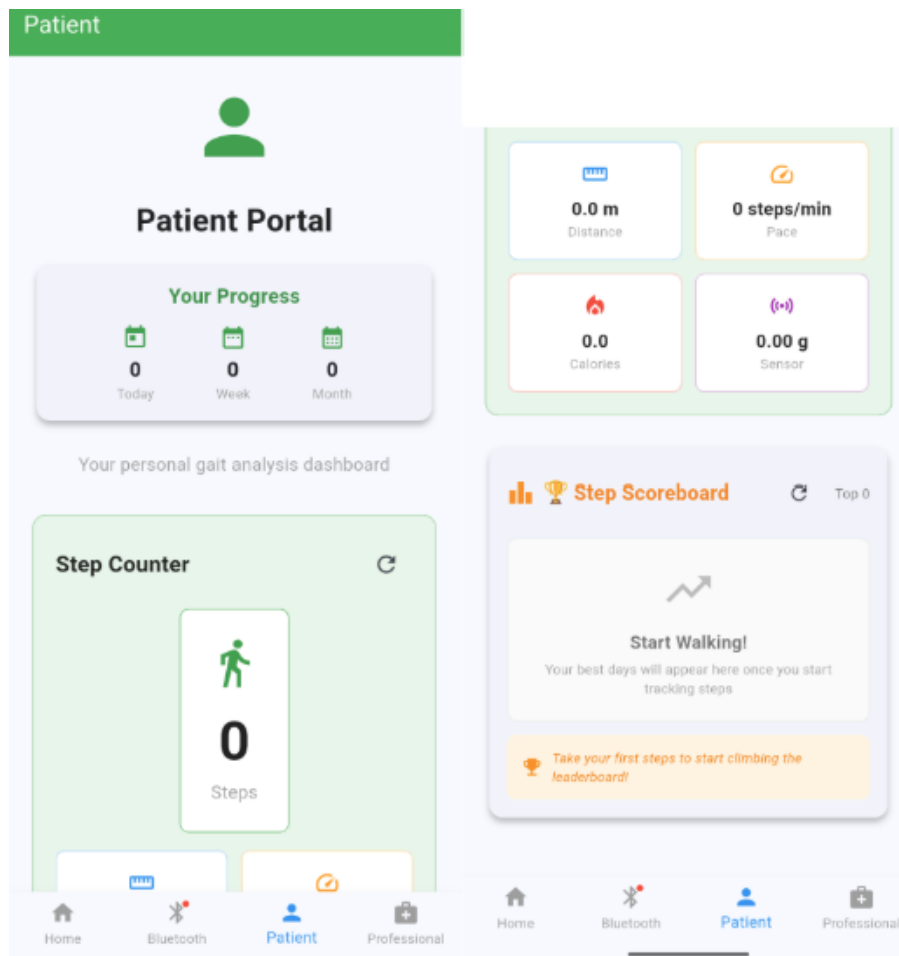 Patient
Patient Portal
Your Progress
0 0 0
Today Week Month
Your personal gait analysis dashboard
Step Counter
0
Steps
Home Bluetooth Patient Professional
0.0 m 0 steps/min
Distance Pace
0.0 0.00 g
Calories Sensor
Step Scoreboard Top 0
Start Walking!
Your best days will appear here once you start
tracking steps
Take your first steps to start climbing the
leaderboard!
Home Bluetooth Patient Professional